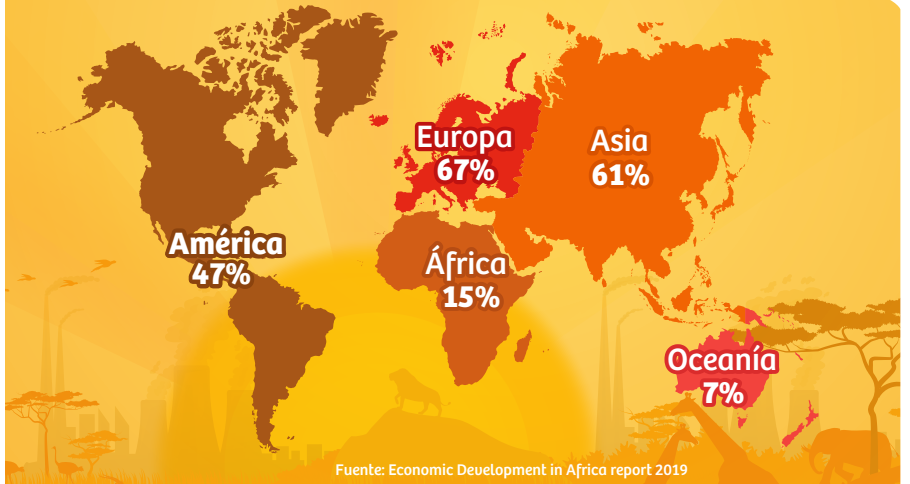 Europa
67%
Asia
61%
América
47%
África
15%
Oceanía
7%
Fuente: Economic Development in Africa report 2019